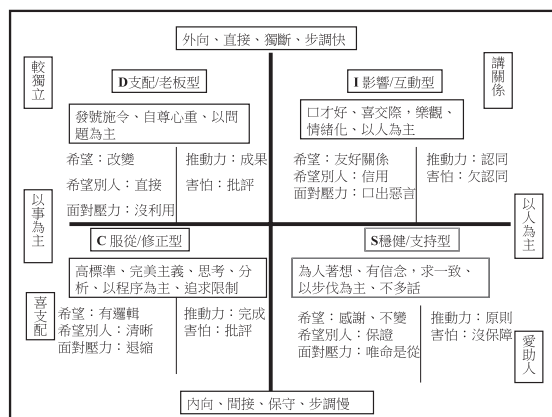 外向、直接、獨斷、步調快
較獨立
講關係
D支配/老板型
發號施令、自尊心重、以問
題為主
希望：改變
推動力：成果
希望別人：直接
害怕：批評
面對壓力：沒利用
I 影響/互動型
口才好、喜交際，樂觀、
情緒化、以人為主
希望：友好關係
推動力：認同
希望別人：信用
害怕：欠認同
面對壓力：口出惡言
以事為主
以人為主
C 服從/修正型
高標準、完美主義、思考、分
析、以程序為主、追求限制
希望：有邏輯
推動力：完成
希望別人：清晰
害怕：批評
面對壓力：退縮
S穩健/支持型
為人著想、有信念，求一致、
以步伐為主、不多話
希望：感謝、不變
推動力：原則
希望別人：保證
害怕：沒保障
面對壓力：唯命是從
喜支配
愛助人
內向、間接、保守、步調慢